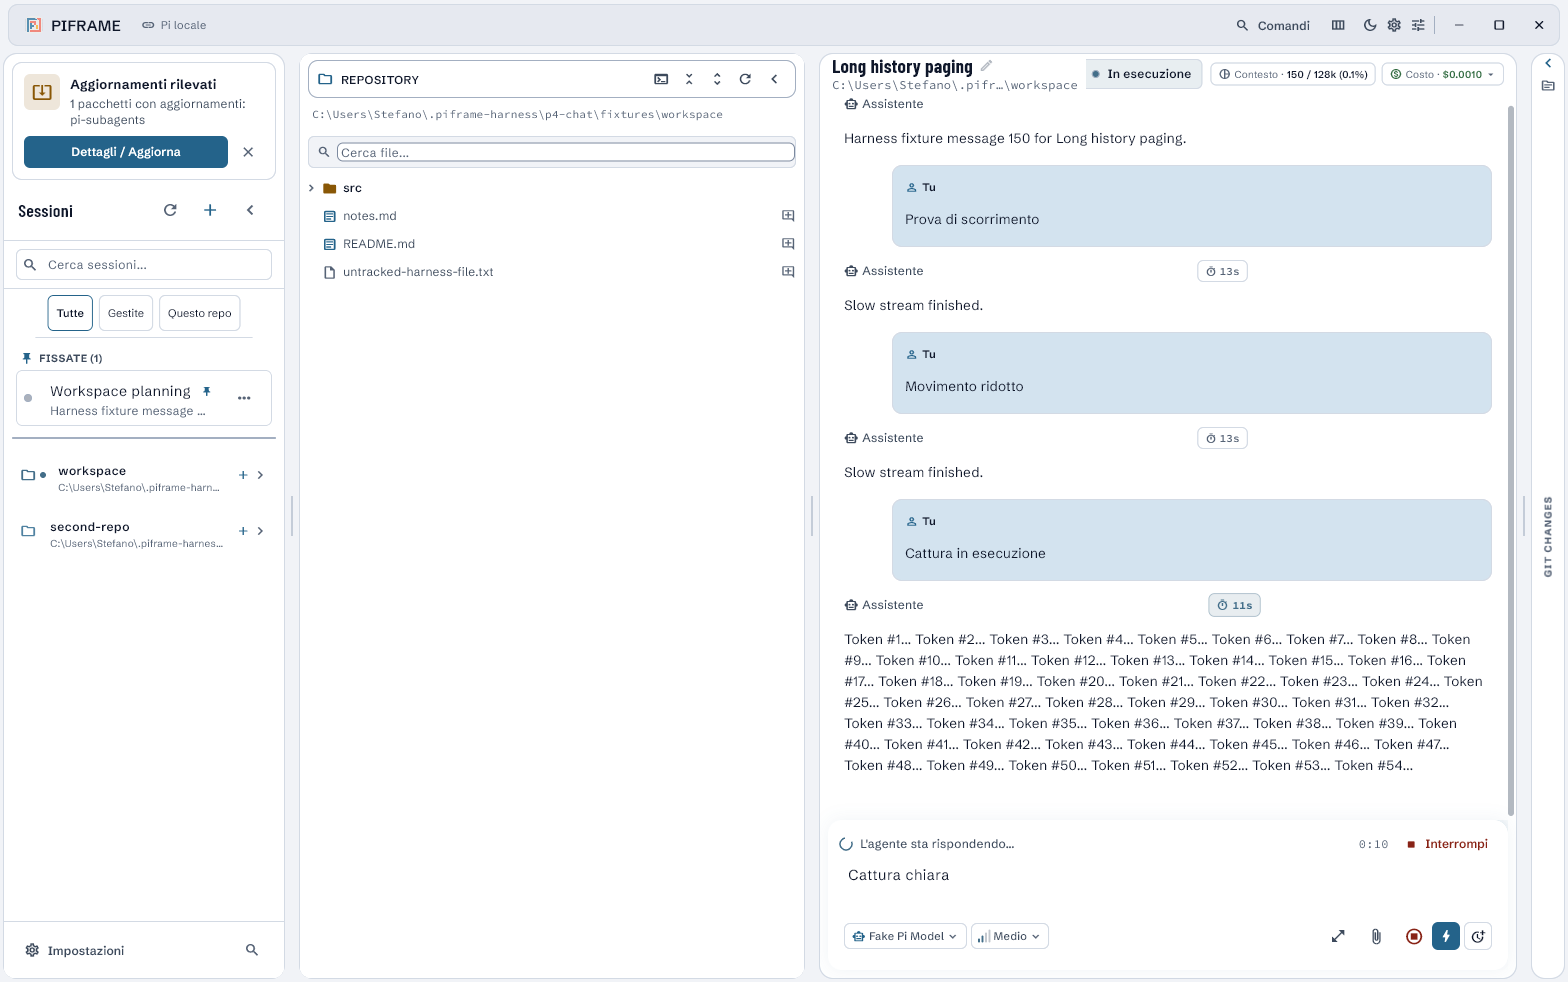 PIFRAME
Pi locale
Comandi
Aggiornamenti rilevati
1 pacchetti con aggiornamenti:
pi-subagents
Dettagli / Aggiorna
Sessioni
Cerca sessioni...
Tutte
Gestite
Questo repo
FISSATE (1)
Workspace planning
Harness fixture message ...
workspace
C:\Users\Stefano\.piframe-harn...
second-repo
C:\Users\Stefano\.piframe-harnes...
Impostazioni
REPOSITORY
C:\Users\Stefano\.piframe-harness\p4-chat\fixtures\workspace
Cerca file...
src
notes.md
README.md
untracked-harness-file.txt
Long history paging
C:\Users\Stefano\.pifr…\workspace
In esecuzione
Contesto · 150 / 128k (0.1%)
Costo · $0.0010
Assistente
Harness fixture message 150 for Long history paging.
Tu
Prova di scorrimento
Assistente
13s
Slow stream finished.
Tu
Movimento ridotto
Assistente
13s
Slow stream finished.
Tu
Cattura in esecuzione
Assistente
11s
Token #1... Token #2... Token #3... Token #4... Token #5... Token #6... Token #7... Token #8... Token
#9... Token #10... Token #11... Token #12... Token #13... Token #14... Token #15... Token #16... Token
#17... Token #18... Token #19... Token #20... Token #21... Token #22... Token #23... Token #24... Token
#25... Token #26... Token #27... Token #28... Token #29... Token #30... Token #31... Token #32...
Token #33... Token #34... Token #35... Token #36... Token #37... Token #38... Token #39... Token
#40... Token #41... Token #42... Token #43... Token #44... Token #45... Token #46... Token #47...
Token #48... Token #49... Token #50... Token #51... Token #52... Token #53... Token #54...
L'agente sta rispondendo...
0:10
Interrompi
Cattura chiara
Fake Pi Model
Medio
GIT CHANGES